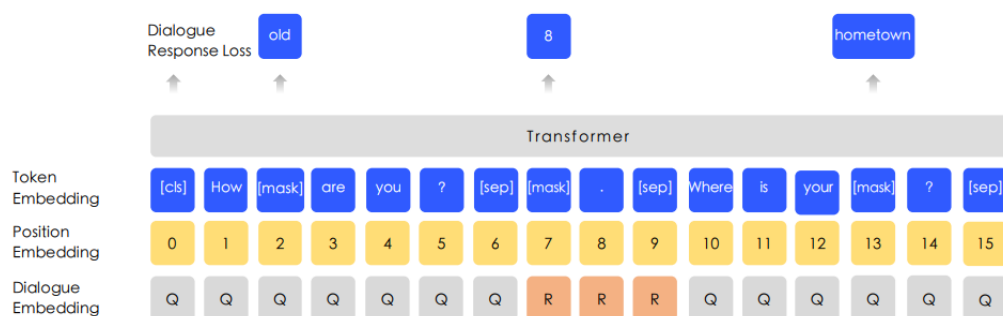 Dialogue
Response Loss
old
8
hometown
Transformer
Token
Embedding
[cls] How [mask] are you ? [sep] [mask] . [sep] Where is your [mask] ? [sep]
Position
Embedding
0 1 2 3 4 5 6 7 8 9 10 11 12 13 14 15
Dialogue
Embedding
Q Q Q Q Q Q Q R R R Q Q Q Q Q Q